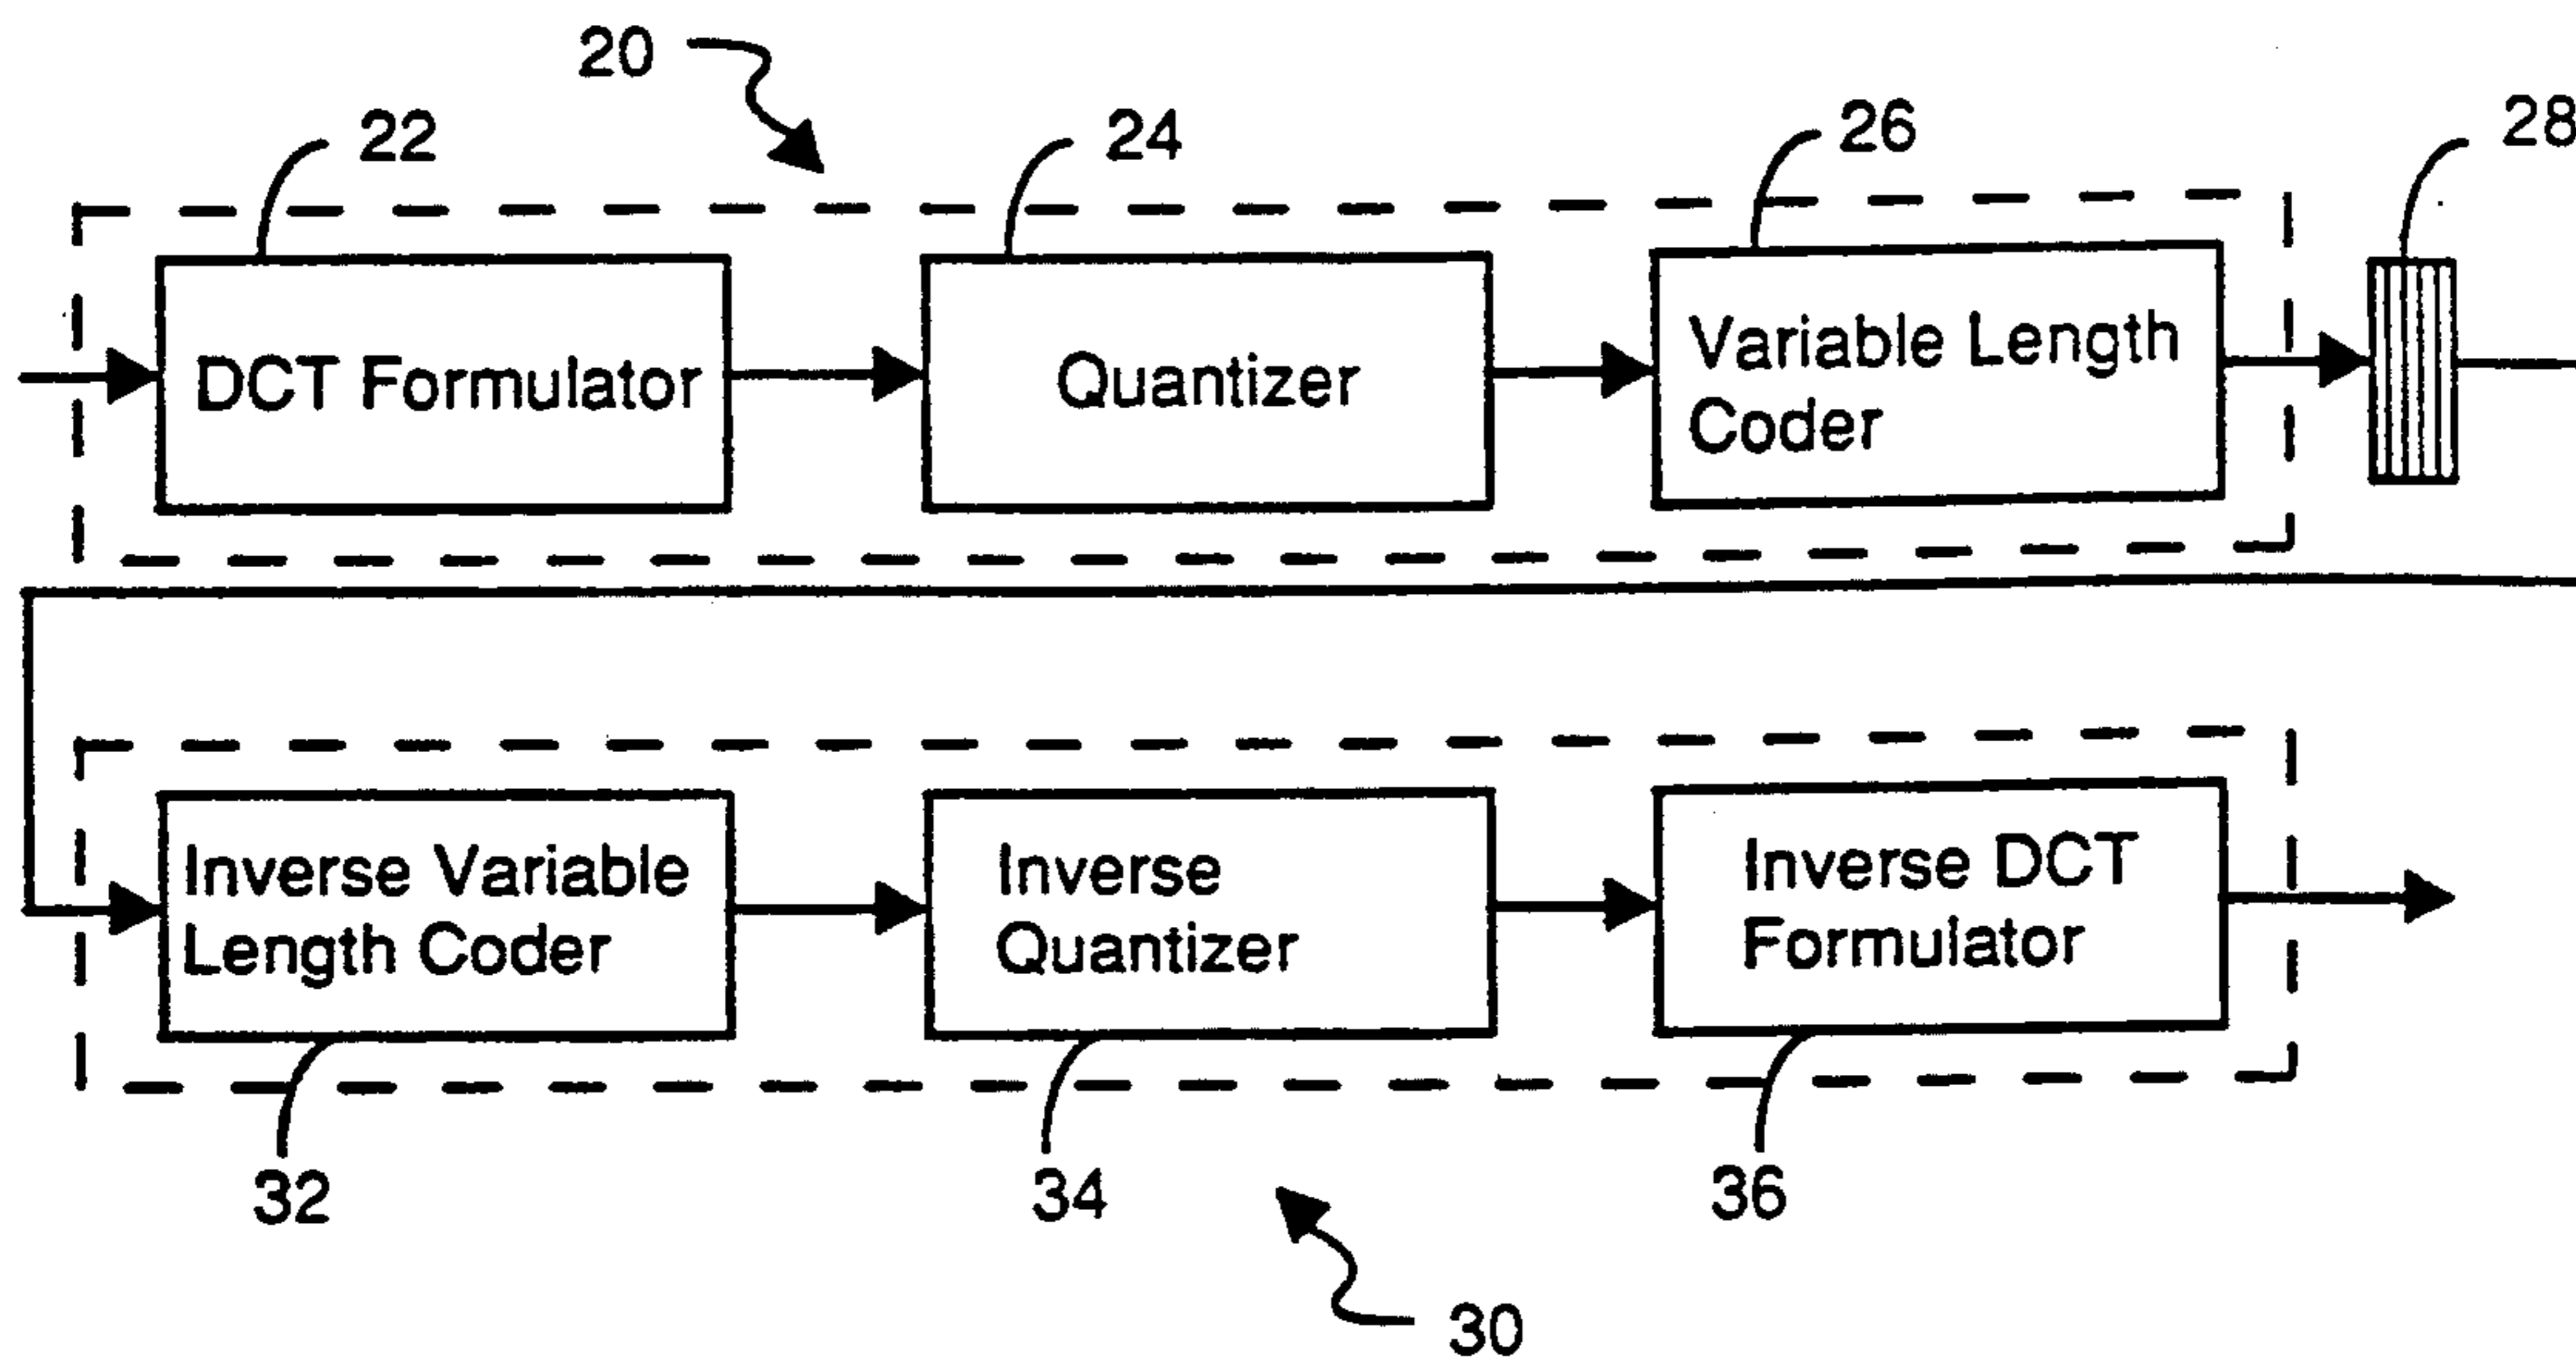 20
22
24
26
28
DCT Formulator
Quantizer
Variable Length
Coder
Inverse Variable
Length Coder
Inverse
Quantizer
Inverse DCT
Formulator
32
34
36
30